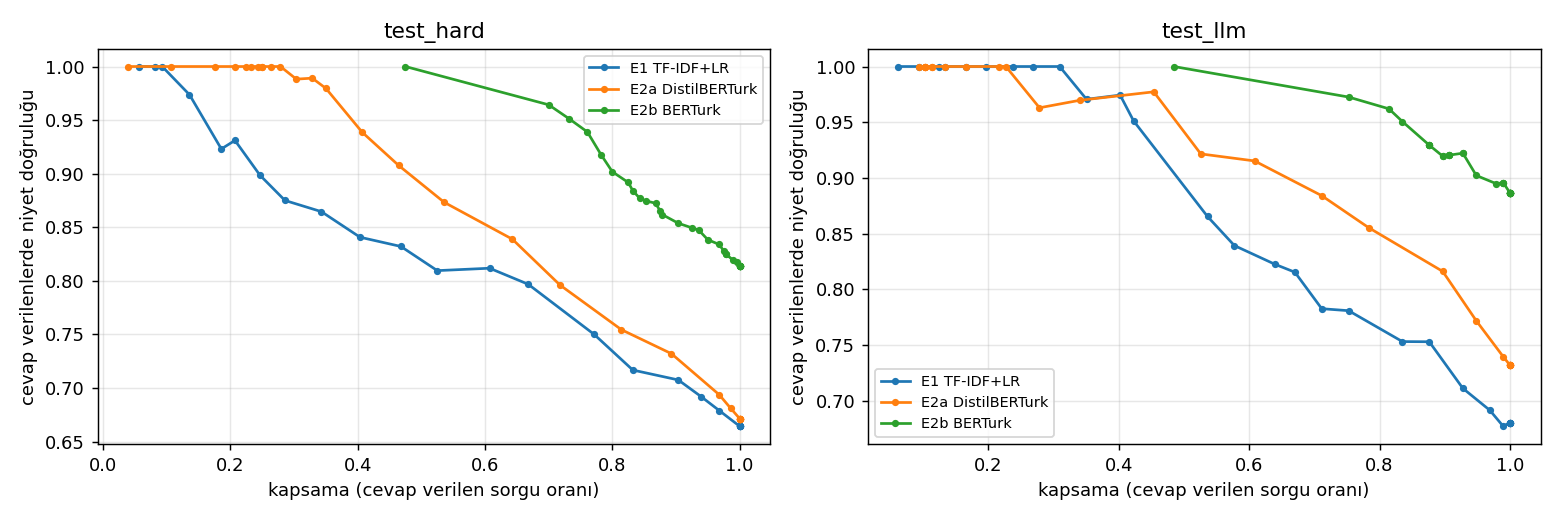 test_hard
cevap verilenlerde niyet doğruluğu
1.00
0.95
0.90
0.85
0.80
0.75
0.70
0.65
E1 TF-IDF+LR
E2a DistilBERTurk
E2b BERTurk
0.0
0.2
0.4
0.6
0.8
1.0
kapsama (cevap verilen sorgu oranı)
test_llm
cevap verilenlerde niyet doğruluğu
1.00
0.95
0.90
0.85
0.80
0.75
0.70
E1 TF-IDF+LR
E2a DistilBERTurk
E2b BERTurk
0.2
0.4
0.6
0.8
1.0
kapsama (cevap verilen sorgu oranı)